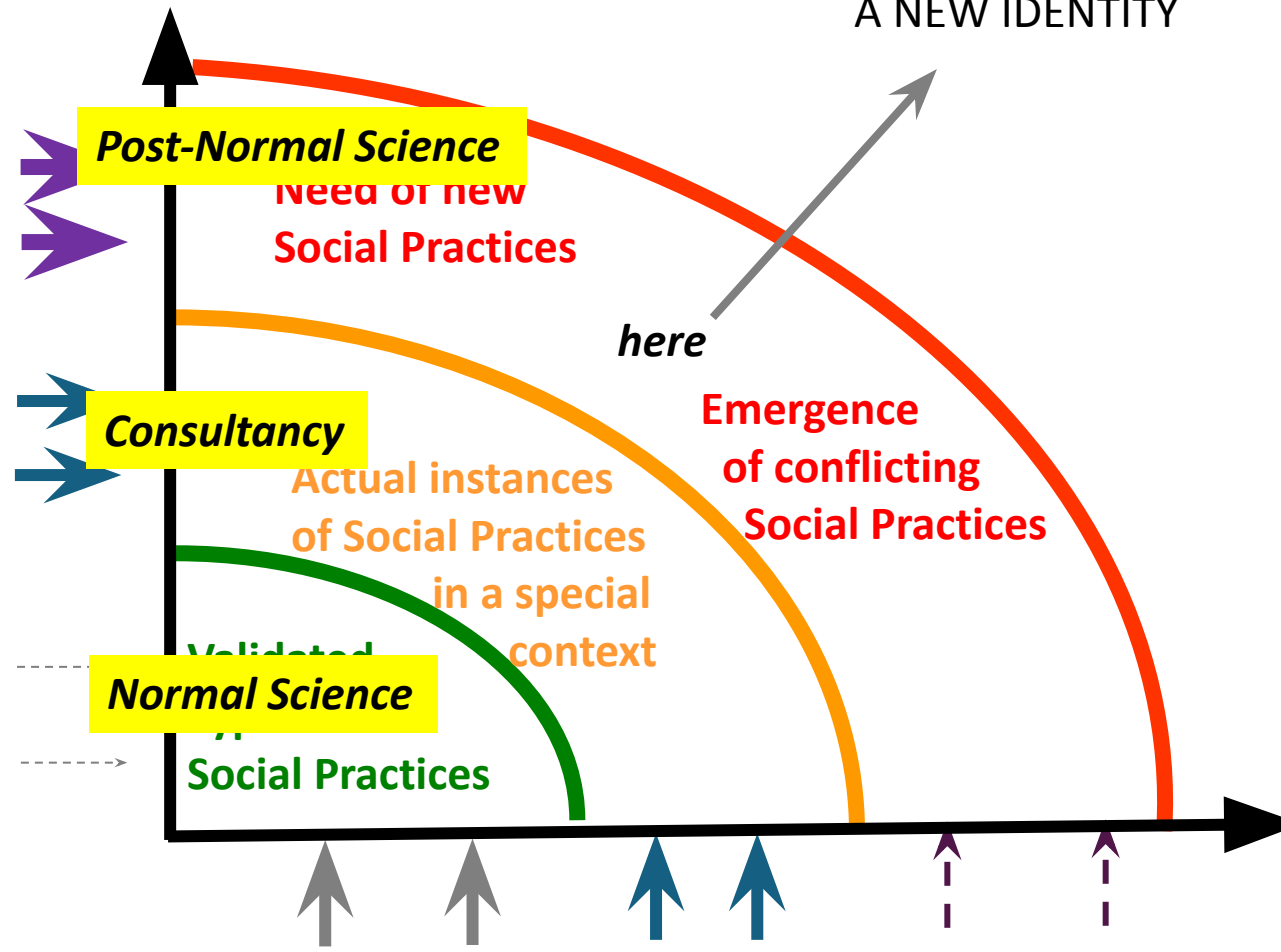 A NEW IDENTITY
Post-Normal Science
Need of new
Social Practices
here
Emergence
of conflicting
Social Practices
Consultancy
Actual instances
of Social Practices
in a special
context
Validated
Normal Science
Social Practices